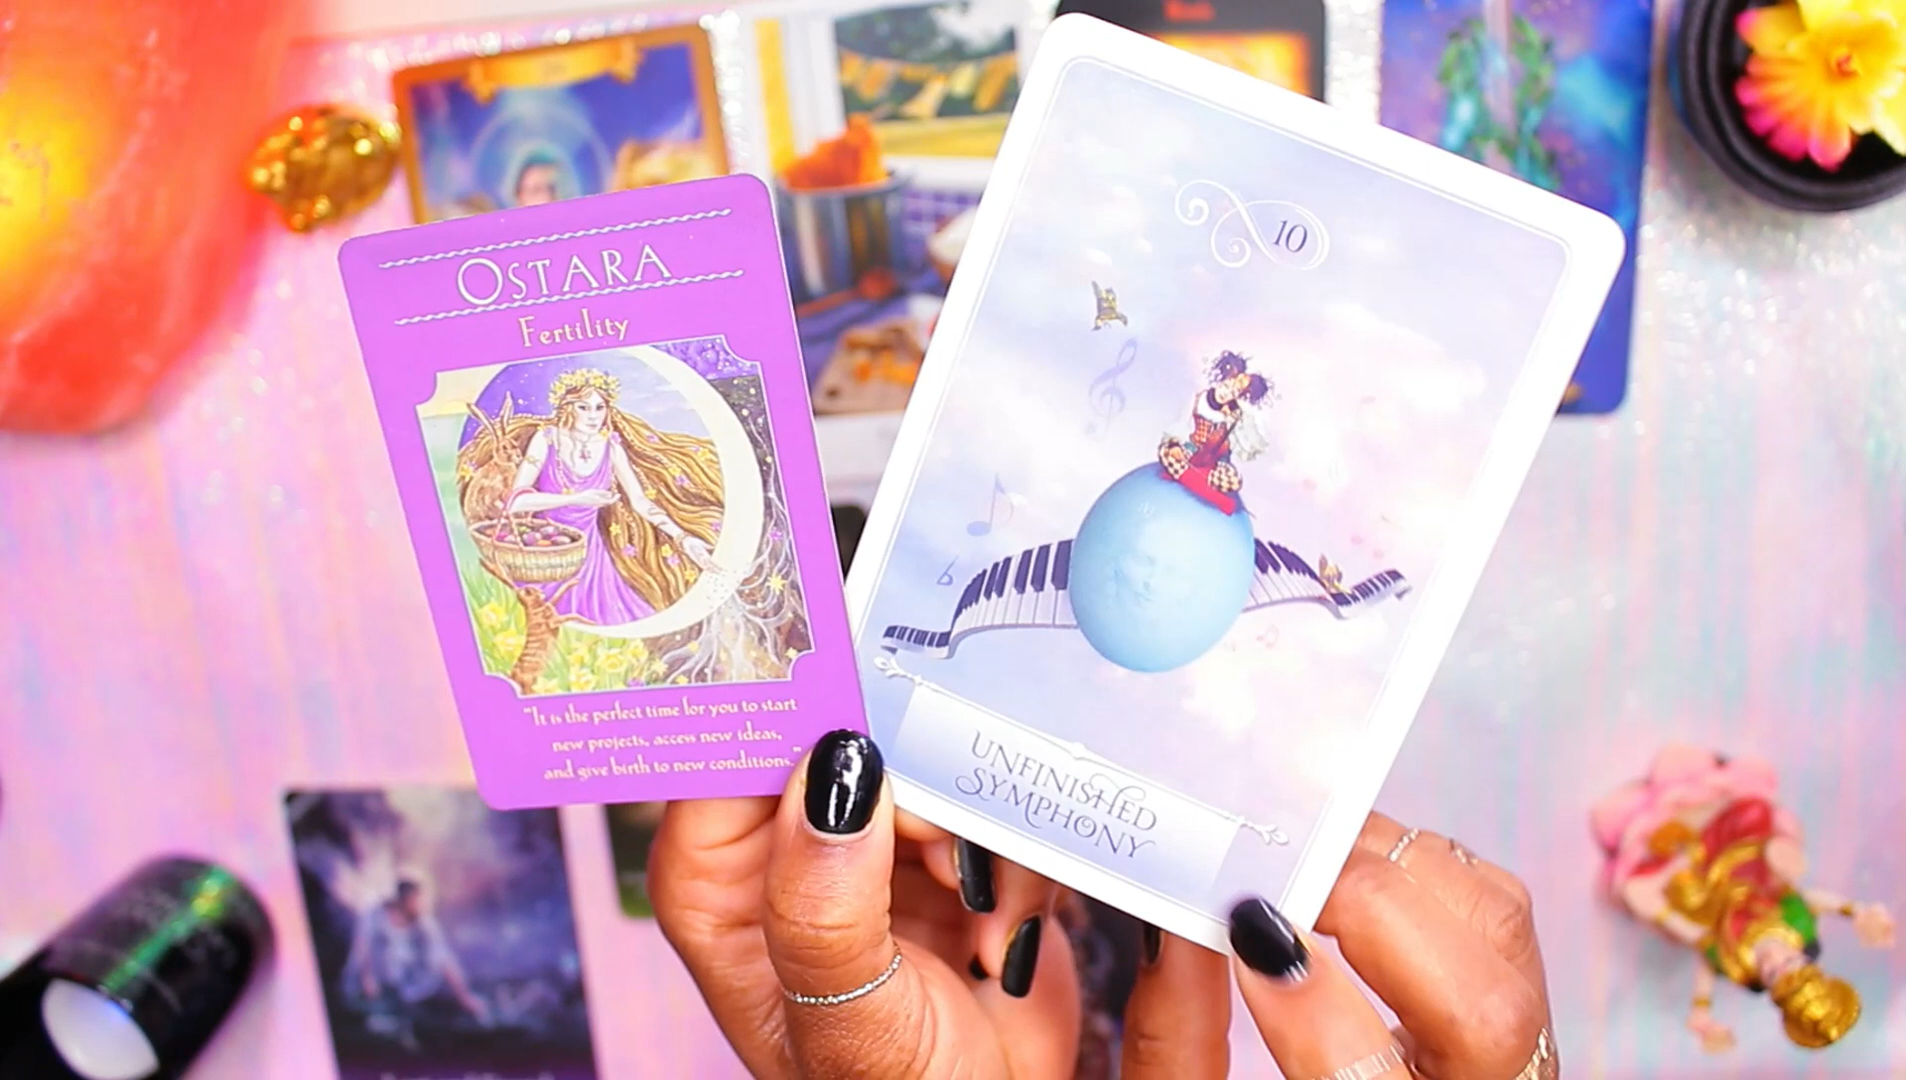 OSTARA
Fertility
"It is the perfect time for you to start
new projects, access new ideas,
and give birth to new conditions."
10
UNFINISHED
SYMPHONY